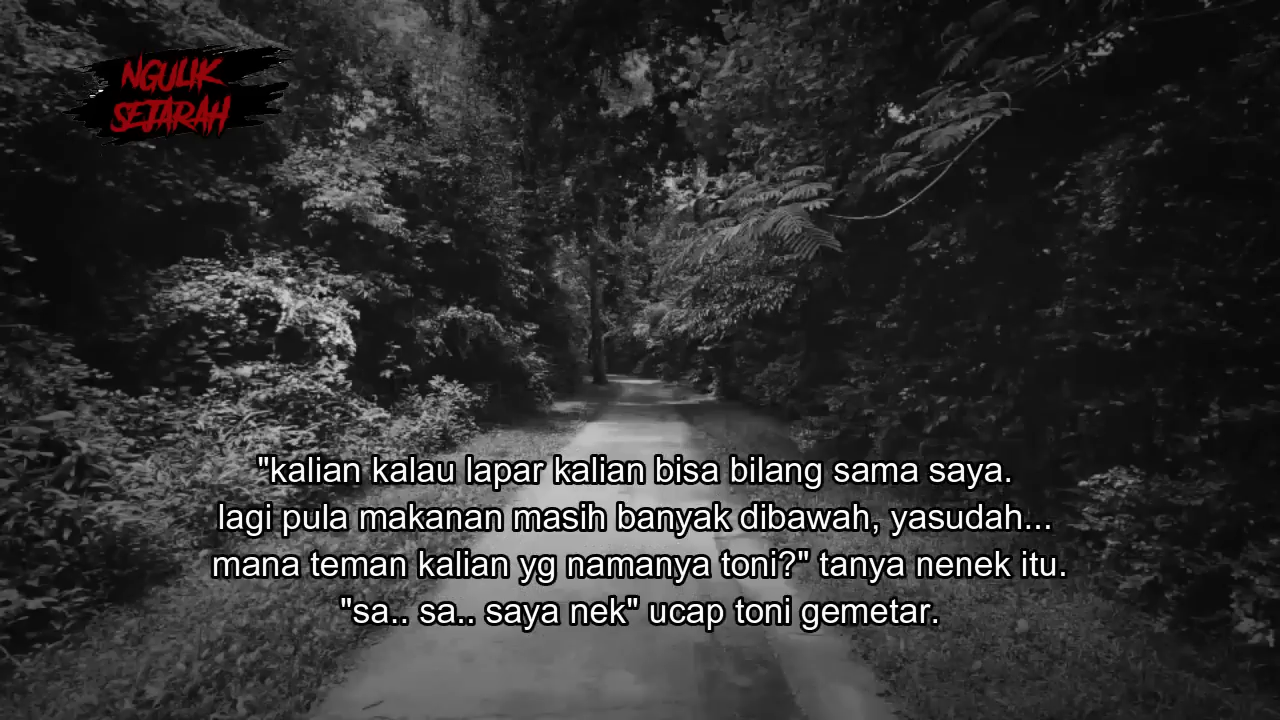 NGULIK
SEJARAH
"kalian kalau lapar kalian bisa bilang sama saya.
lagi pula makanan masih banyak dibawah, yasudah...
mana teman kalian yg namanya toni?" tanya nenek itu.
"sa.. sa.. saya nek" ucap toni gemetar.